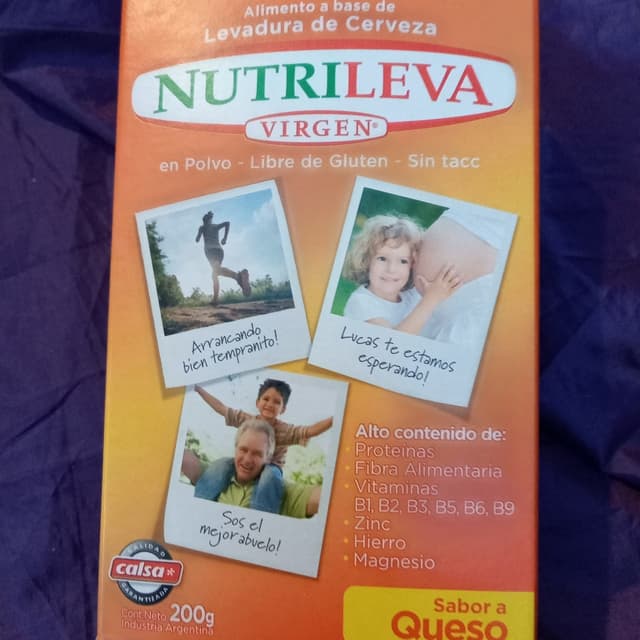 Alimento a base de
Levadura de Cerveza
NUTRILEVA
VIRGEN®
en Polvo - Libre de Gluten - Sin tacc
Arrancando
bien tempranito!
Lucas te estamos
esperando!
Sos el
mejor abuelo!
Alto contenido de:
· Proteinas
· Fibra Alimentaria
· Vitaminas
B1, B2, B3, B5, B6, B9
· Zinc
· Hierro
· Magnesio
CALIDAD
calsa*
GARANTIZADA
Cont Neto 200g
Industria Argentina
Sabor a
Queso